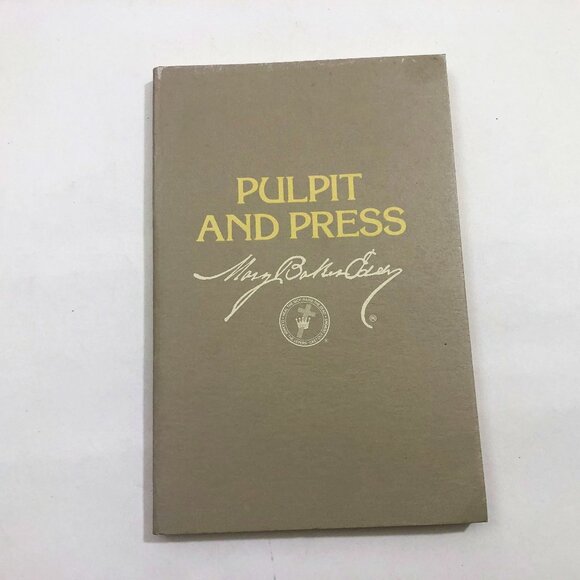 PULPIT
AND PRESS
Mary Baker Eddy
®